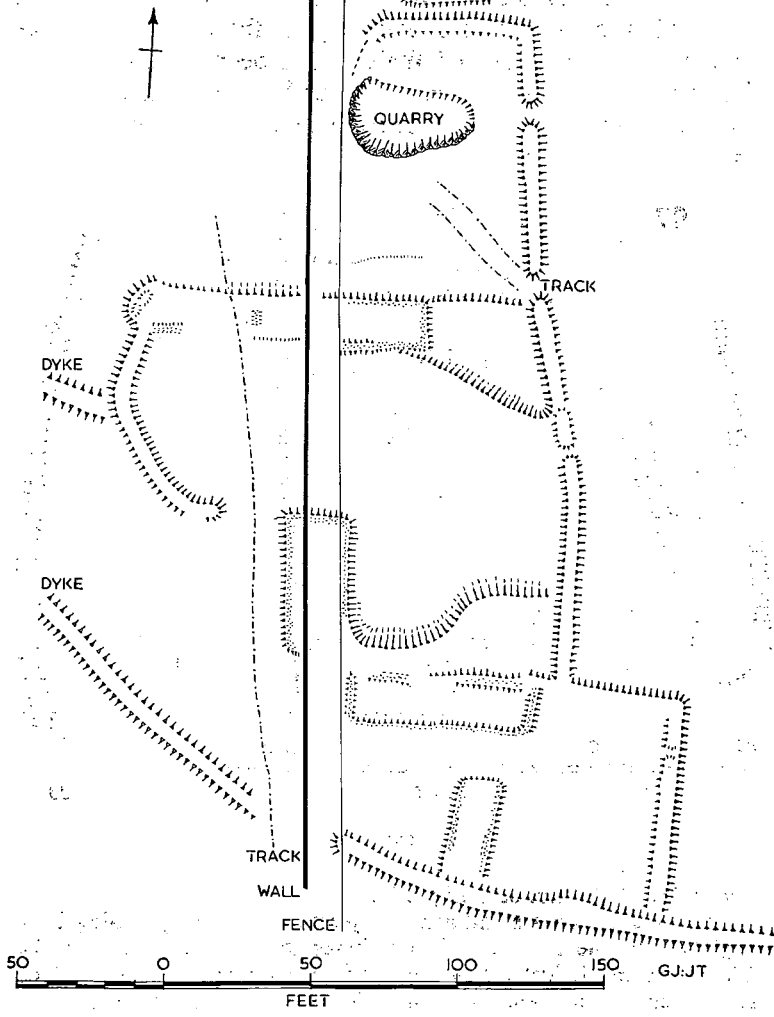 QUARRY
TRACK
DYKE
DYKE
TRACK
WALL
FENCE
50 0 50 100 150
GJ:JT
FEET